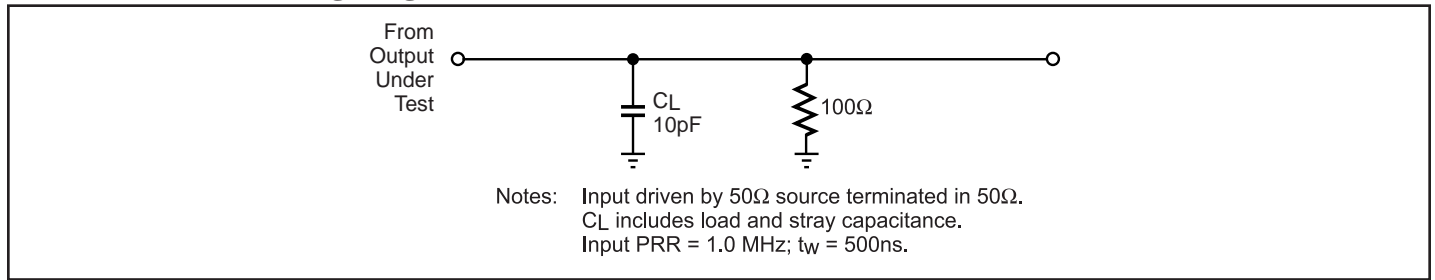 From
Output
Under
Test
CL
10pF
100Ω
Notes: Input driven by 50Ω source terminated in 50Ω.
CL includes load and stray capacitance.
Input PRR = 1.0 MHz; tw = 500ns.